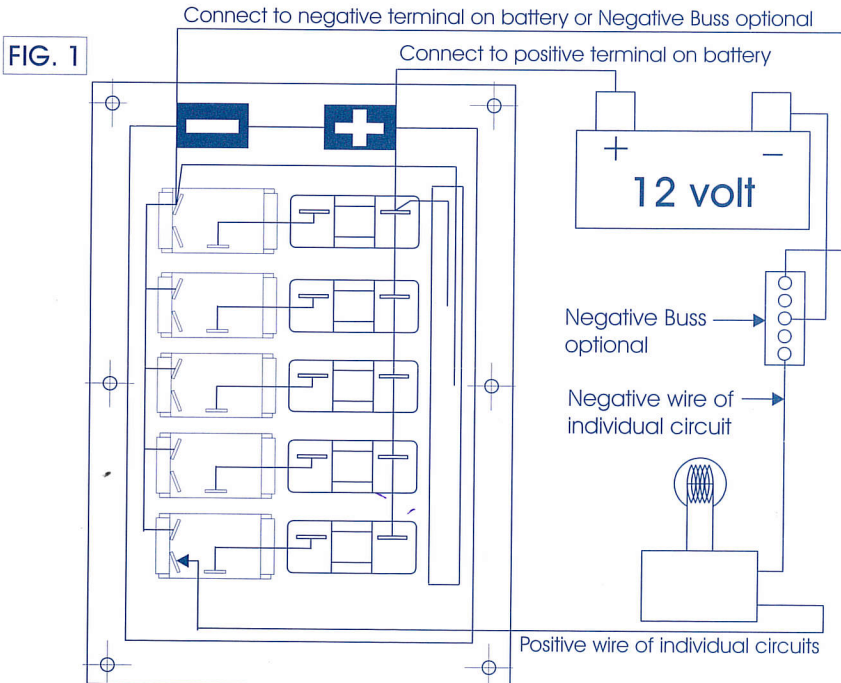 Connect to negative terminal on battery or Negative Buss optional
FIG. 1
Connect to positive terminal on battery
+ −
12 volt
Negative Buss
optional
Negative wire of
individual circuit
Positive wire of individual circuits